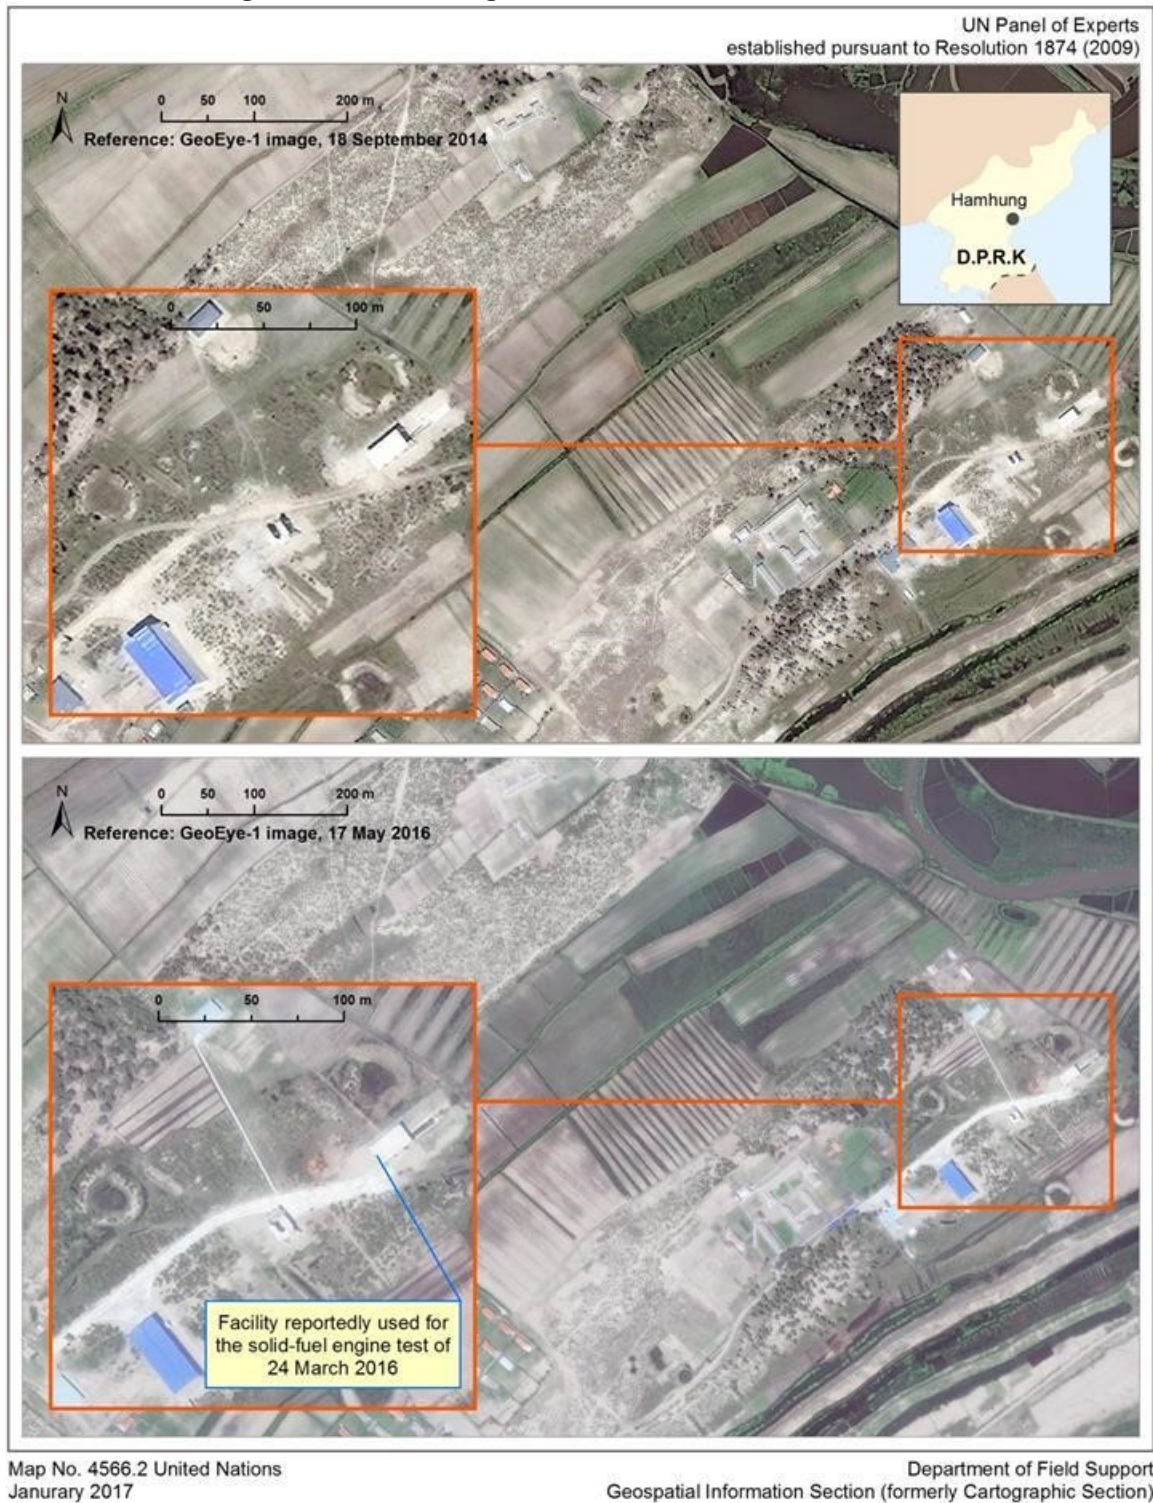 UN Panel of Experts
established pursuant to Resolution 1874 (2009)
N
0 50 100 200 m
Reference: GeoEye-1 image, 18 September 2014
Hamhung
D.P.R.K
0 50 100 m
N
0 50 100 200 m
Reference: GeoEye-1 image, 17 May 2016
0 50 100 m
Facility reportedly used for
the solid-fuel engine test of
24 March 2016
Map No. 4566.2 United Nations
Janurary 2017
Department of Field Support
Geospatial Information Section (formerly Cartographic Section)